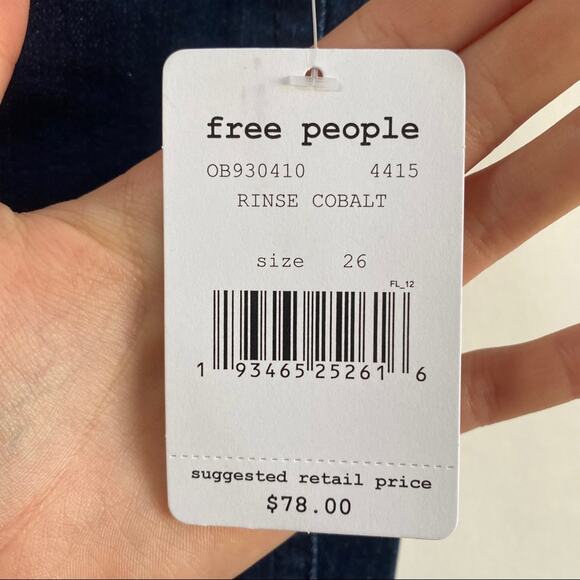 free people
OB930410 4415
RINSE COBALT
size 26
FL_12
1 93465 25261 6
suggested retail price
$78.00